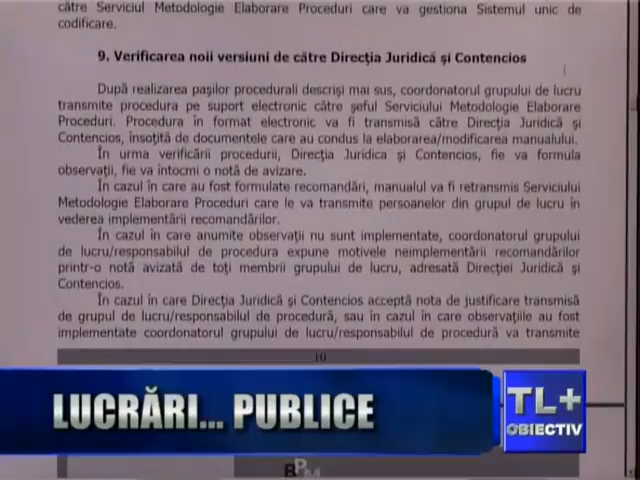 către Serviciul Metodologie Elaborare Proceduri care va gestiona Sistemul unic de
codificare.
9. Verificarea noii versiuni de către Direcţia Juridică şi Contencios
După realizarea paşilor procedurali descrişi mai sus, coordonatorul grupului de lucru
transmite procedura pe suport electronic către şeful Serviciului Metodologie Elaborare
Proceduri. Procedura în format electronic va fi transmisă către Direcţia Juridică şi
Contencios, însoţită de documentele care au condus la elaborarea/modificarea manualului.
În urma verificării procedurii, Direcţia Juridica şi Contencios, fie va formula
observaţii, fie va întocmi o notă de avizare.
În cazul în care au fost formulate recomandări, manualul va fi retransmis Serviciului
Metodologie Elaborare Proceduri care le va transmite persoanelor din grupul de lucru în
vederea implementării recomandărilor.
În cazul în care anumite observaţii nu sunt implementate, coordonatorul grupului
de lucru/responsabilul de procedura expune motivele neimplementării recomandărilor
printr-o notă avizată de toţi membrii grupului de lucru, adresată Direcţiei Juridică şi
Contencios.
În cazul în care Direcţia Juridică şi Contencios acceptă nota de justificare transmisă
de grupul de lucru/responsabilul de procedură, sau în cazul în care observaţiile au fost
implementate coordonatorul grupului de lucru/responsabilul de procedură va transmite
10
LUCRĂRI... PUBLICE
TL+
OBIECTIV